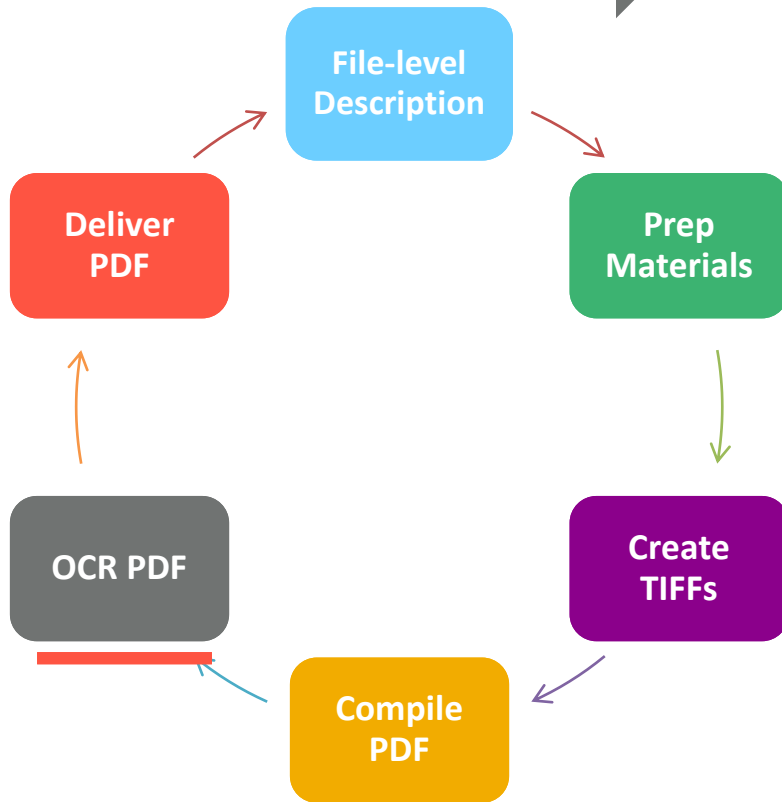 File-level
Description
Prep
Materials
Create
TIFFs
Compile
PDF
OCR PDF
Deliver
PDF